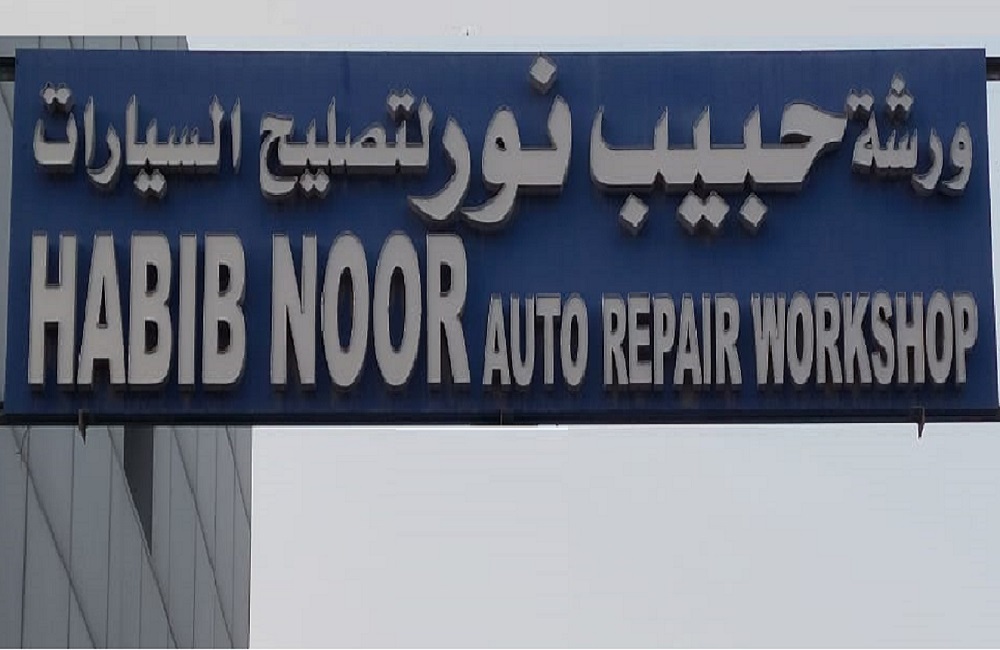 ورشة حبيب نور لتصليح السيارات
HABIB NOOR AUTO REPAIR WORKSHOP